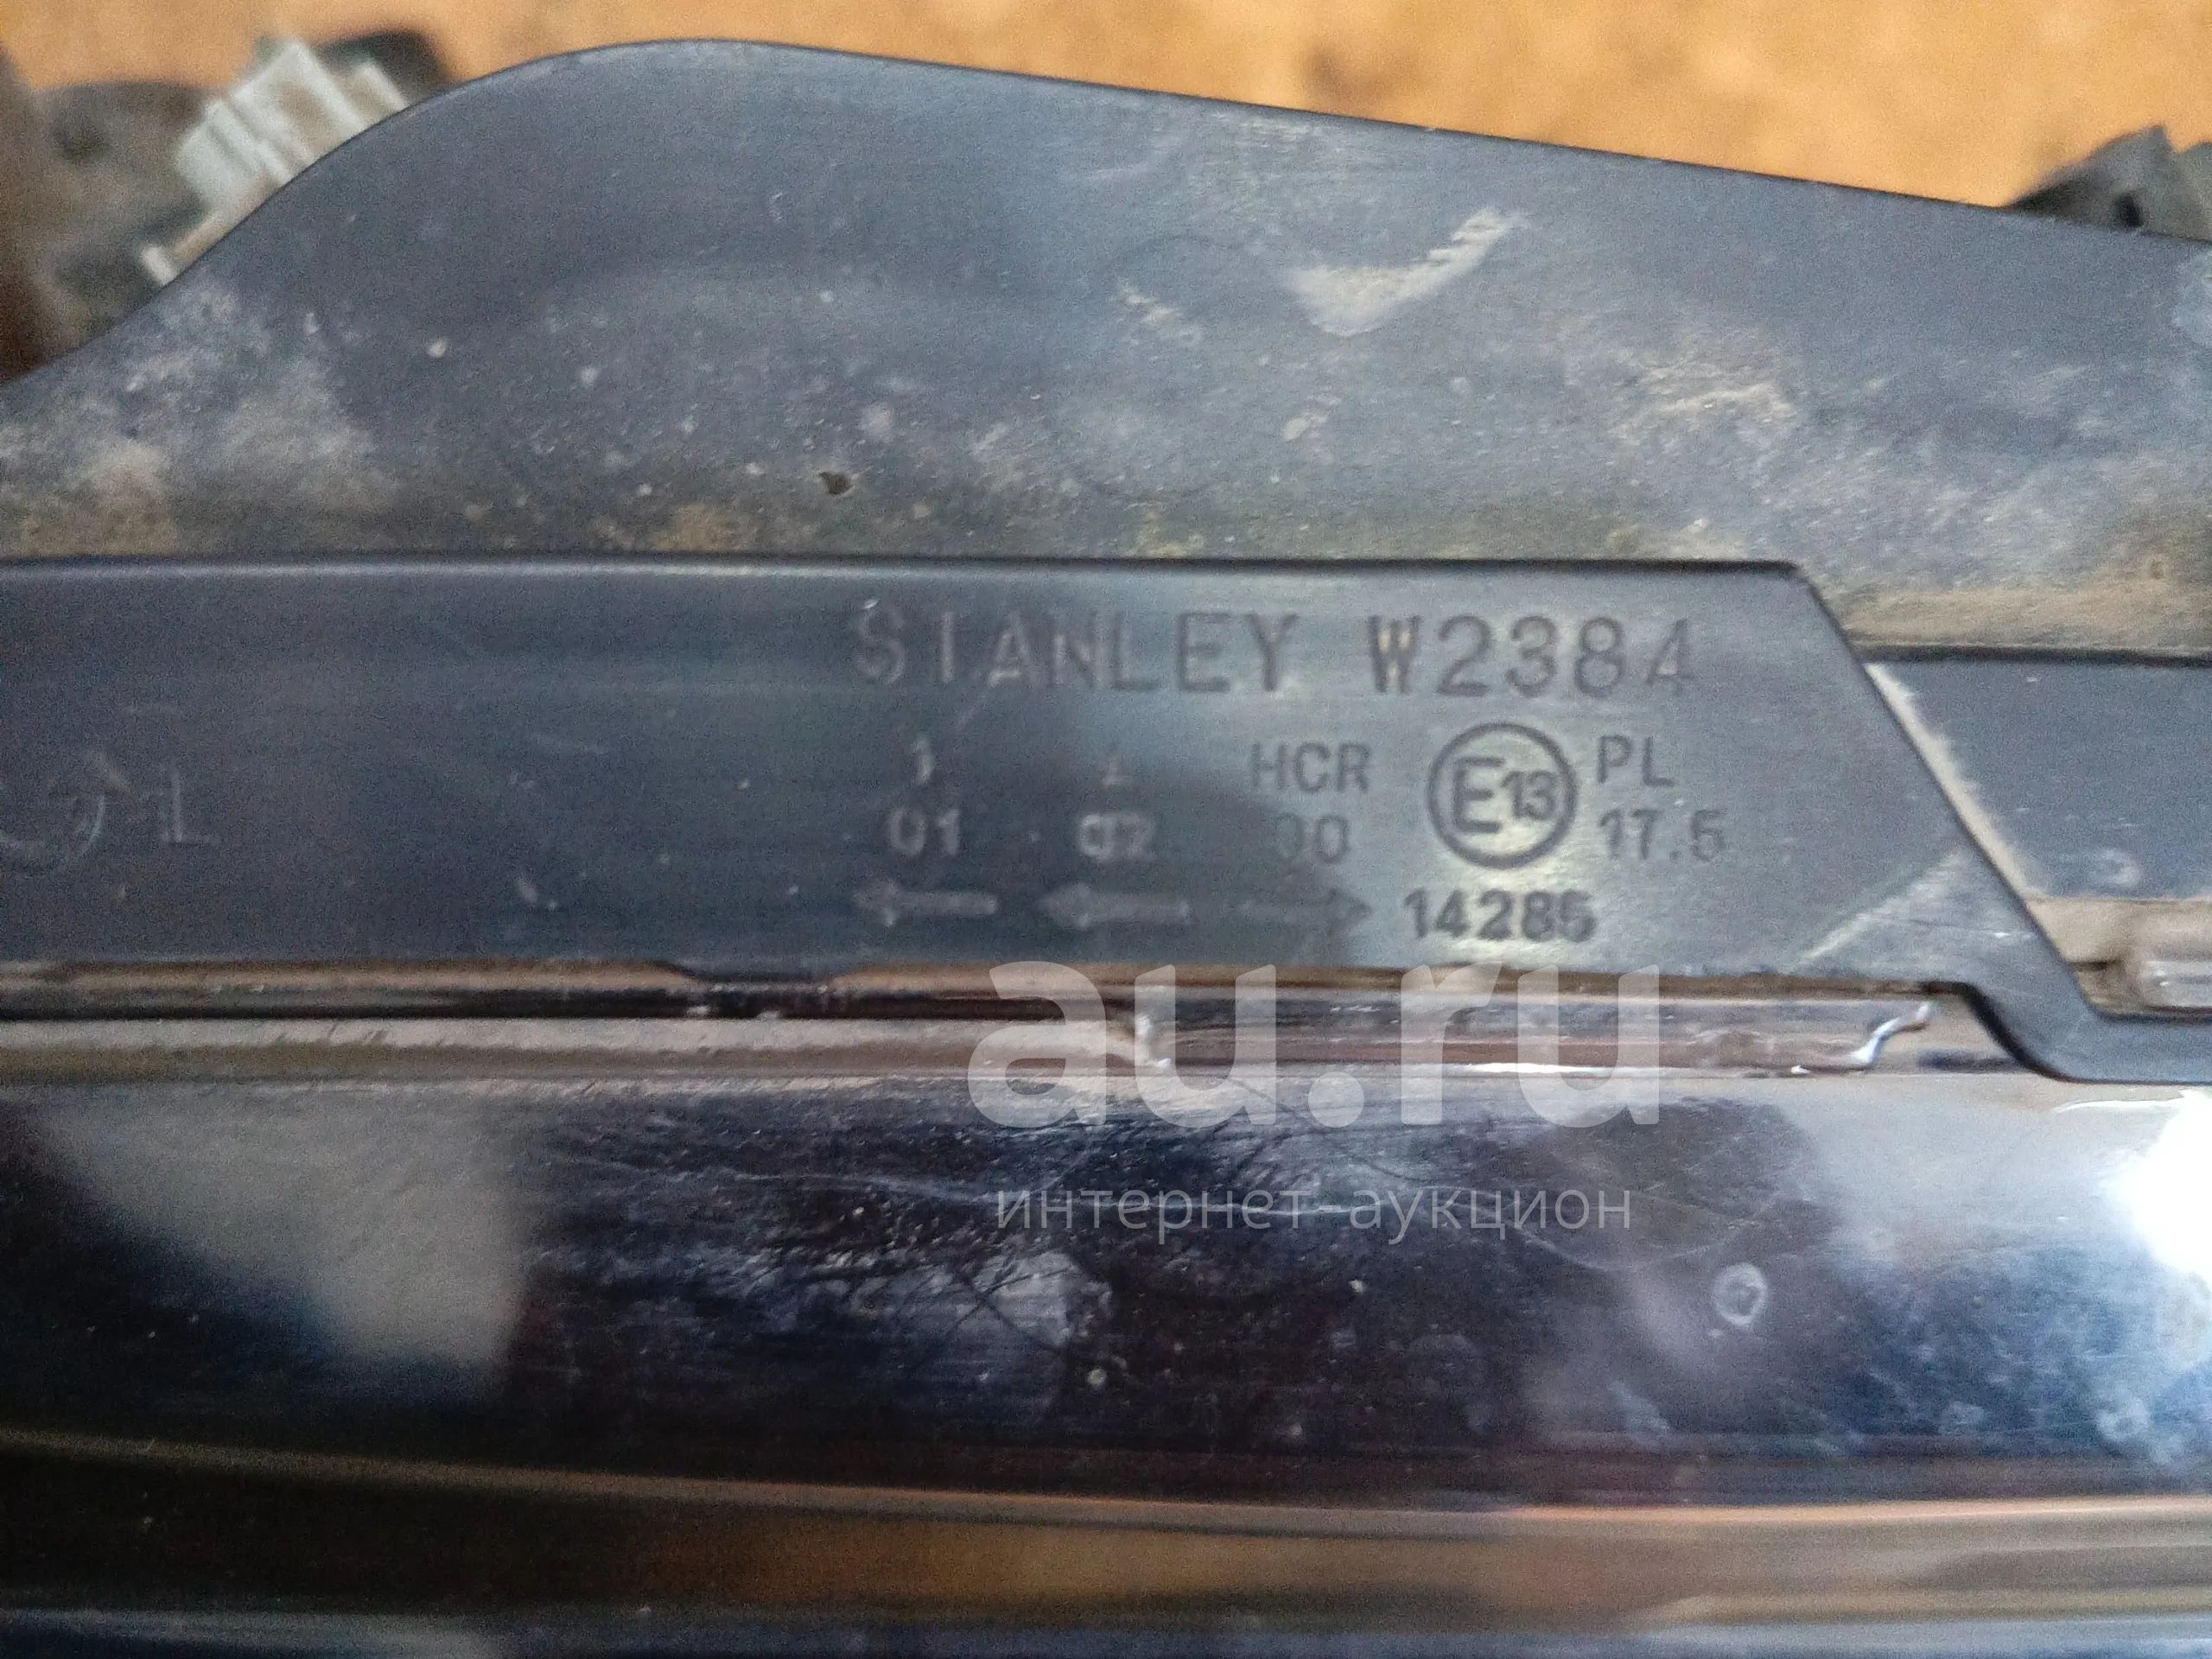 STANLEY W2384
1 HCR E13 PL
01 02 00 17.5
14285
L
au.ru
интернет аукцион